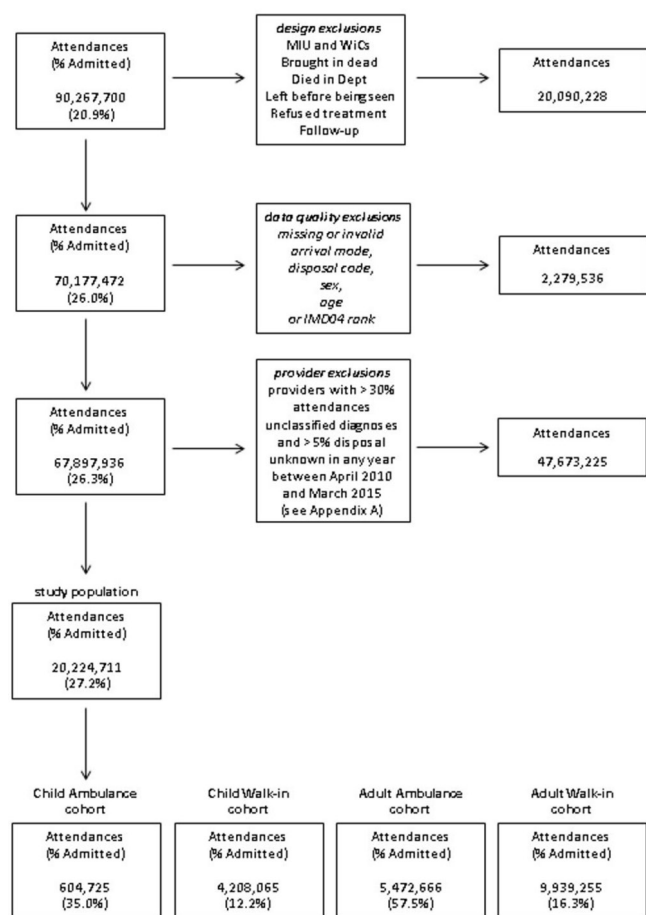 Attendances
(% Admitted)
90,267,700
(20.9%)
design exclusions
MIU and WiCs
Brought in dead
Died in Dept
Left before being seen
Refused treatment
Follow-up
Attendances
20,090,228
Attendances
(% Admitted)
70,177,472
(26.0%)
data quality exclusions
missing or invalid
arrival mode,
disposal code,
sex,
age
or IMD04 rank
Attendances
2,279,536
Attendances
(% Admitted)
67,897,936
(26.3%)
provider exclusions
providers with > 30%
attendances
unclassified diagnoses
and > 5% disposal
unknown in any year
between April 2010
and March 2015
(see Appendix A)
Attendances
47,673,225
study population
Attendances
(% Admitted)
20,224,711
(27.2%)
Child Ambulance
cohort
Attendances
(% Admitted)
604,725
(35.0%)
Child Walk-in
cohort
Attendances
(% Admitted)
4,208,065
(12.2%)
Adult Ambulance
cohort
Attendances
(% Admitted)
5,472,666
(57.5%)
Adult Walk-in
cohort
Attendances
(% Admitted)
9,939,255
(16.3%)